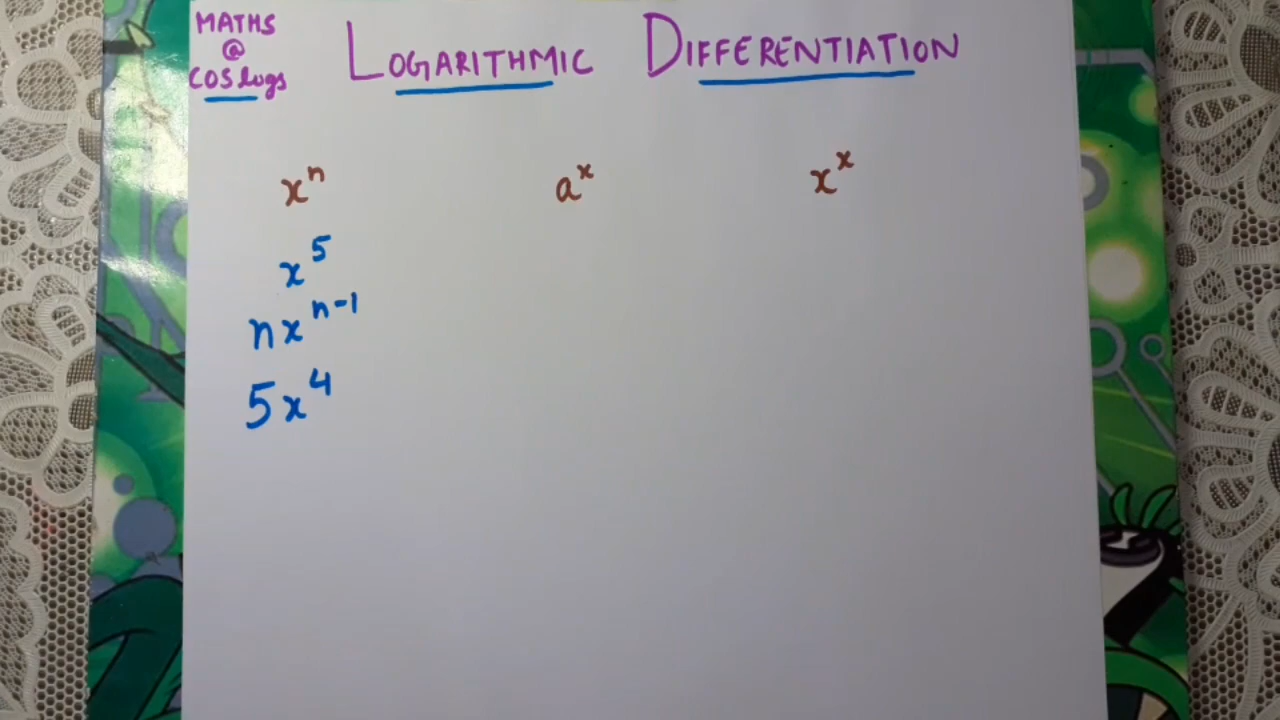 MATHS
@
COSlogs
LOGARITHMIC DIFFERENTIATION
xⁿ aˣ xˣ
x⁵
nxⁿ⁻¹
5x⁴